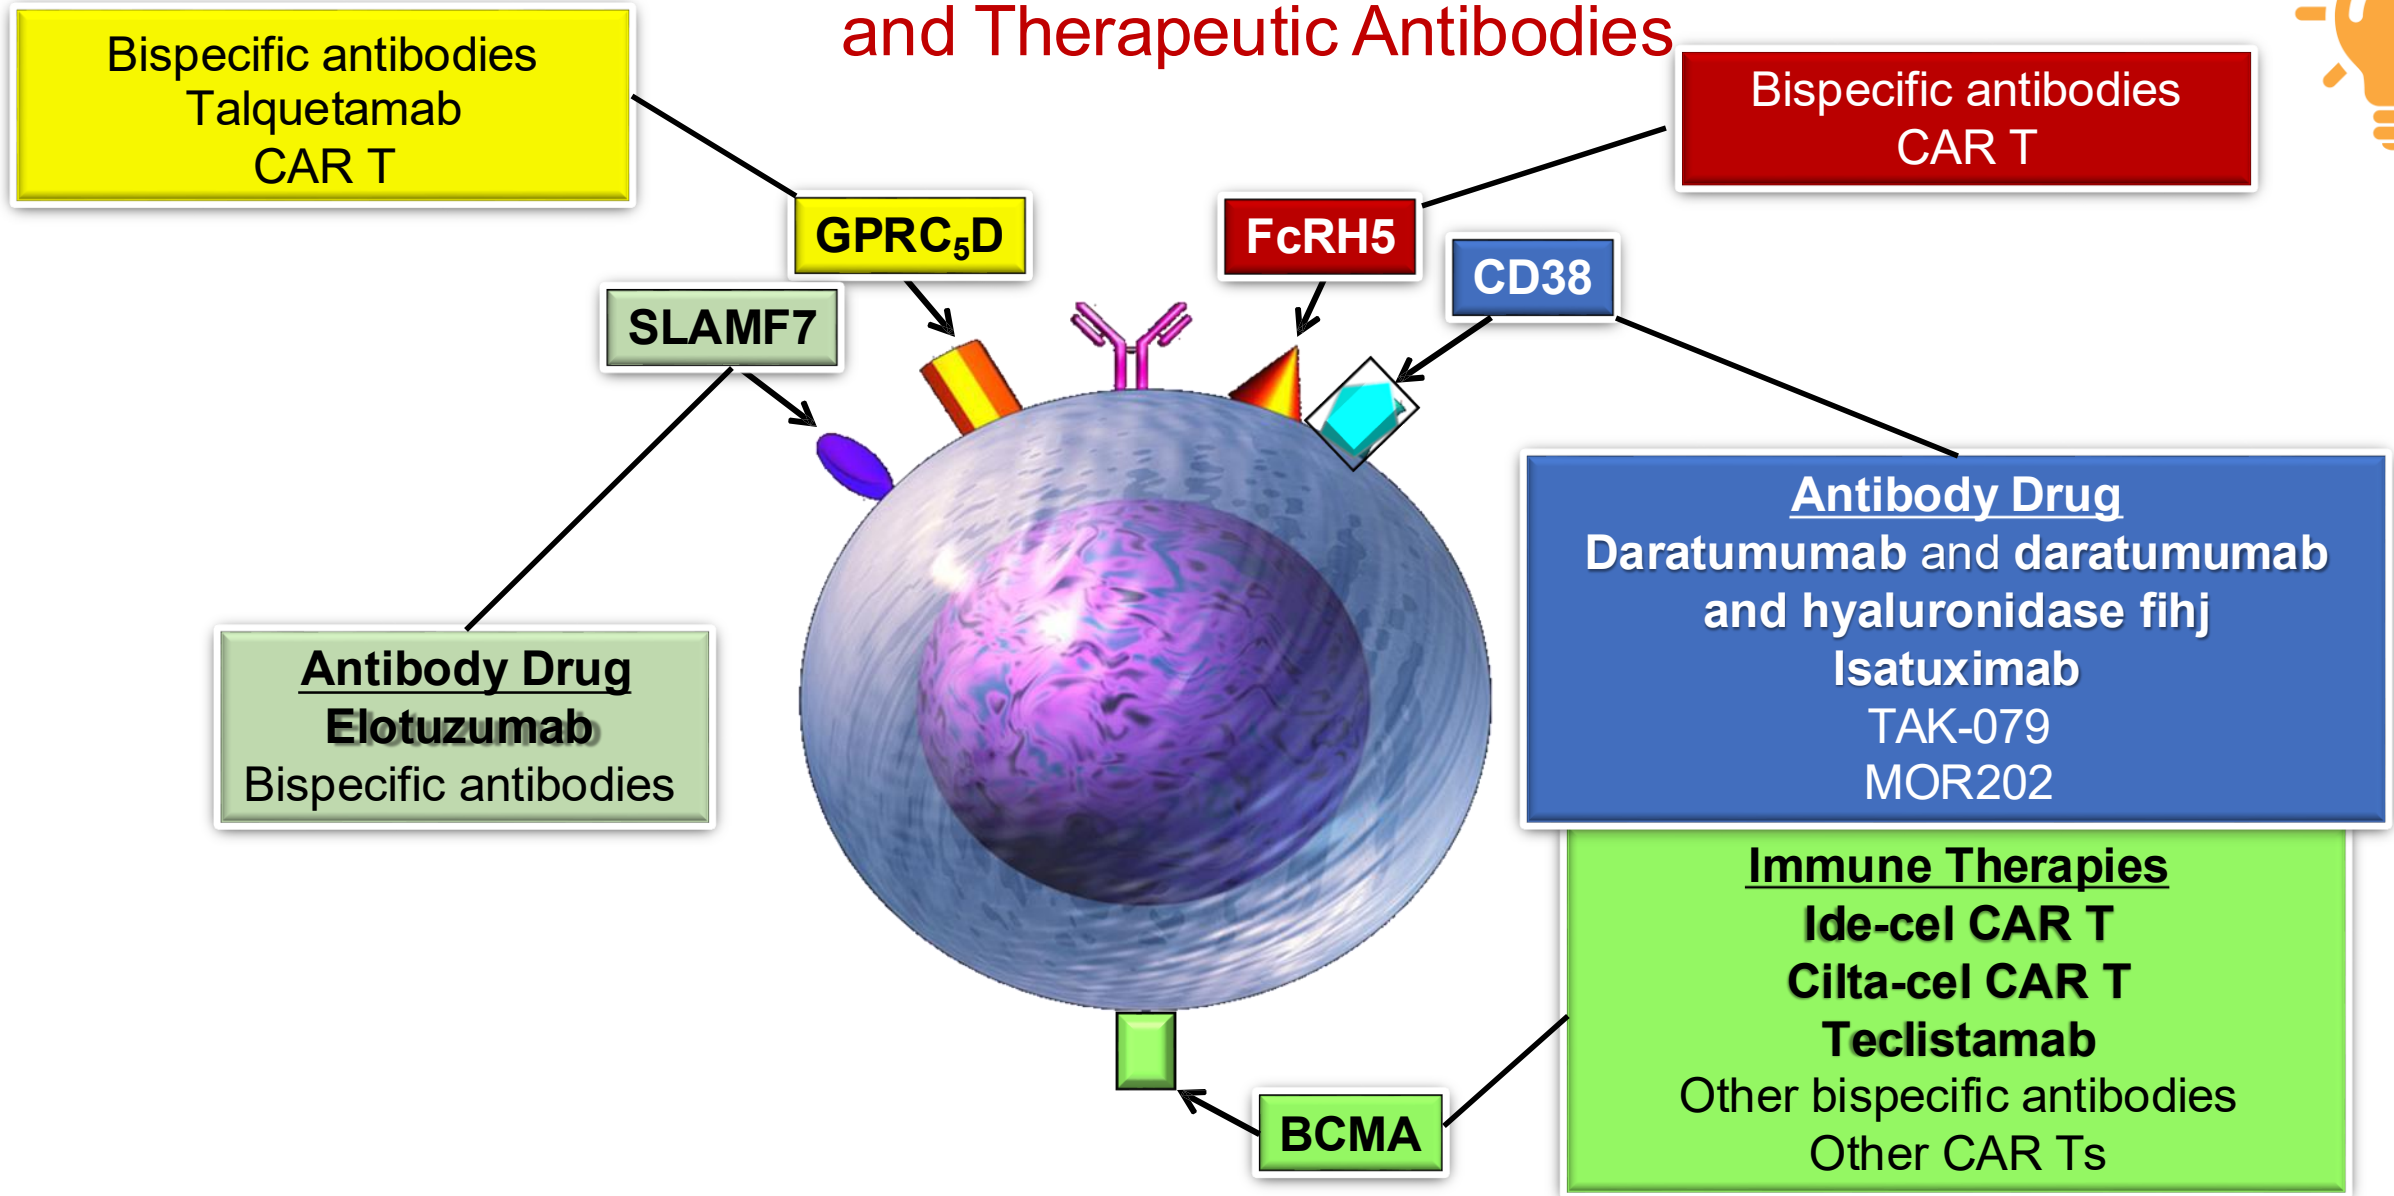 and Therapeutic Antibodies
Bispecific antibodies
Talquetamab
CAR T
Bispecific antibodies
CAR T
GPRC₅D
FcRH5
CD38
SLAMF7
Antibody Drug
Daratumumab and daratumumab
and hyaluronidase fihj
Isatuximab
TAK-079
MOR202
Antibody Drug
Elotuzumab
Bispecific antibodies
Immune Therapies
Ide-cel CAR T
Cilta-cel CAR T
Teclistamab
Other bispecific antibodies
Other CAR Ts
BCMA